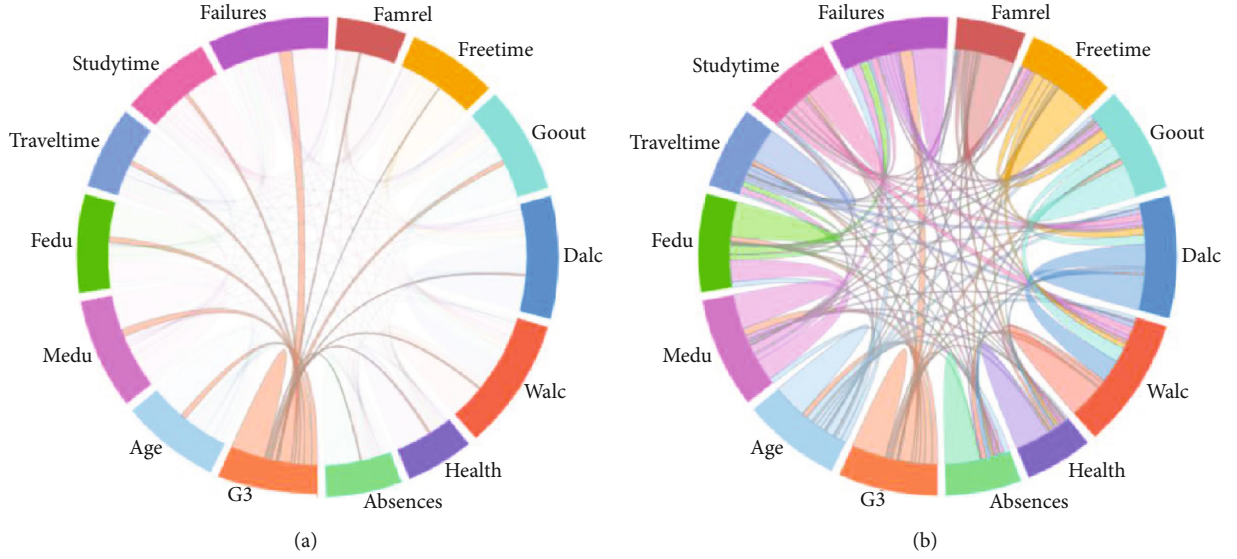 Failures
Famrel
Freetime
Goout
Dalc
Walc
Health
Absences
G3
Age
Medu
Fedu
Traveltime
Studytime
(a)
Failures
Famrel
Freetime
Goout
Dalc
Walc
Health
Absences
G3
Age
Medu
Fedu
Traveltime
Studytime
(b)